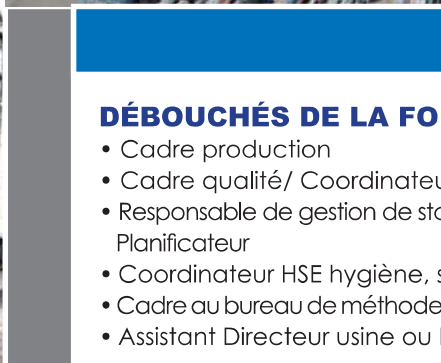 DÉBOUCHÉS DE LA FO
• Cadre production
• Cadre qualité/ Coordinateu
• Responsable de gestion de sto
Planificateur
• Coordinateur HSE hygiène, s
• Cadre au bureau de méthode
• Assistant Directeur usine ou